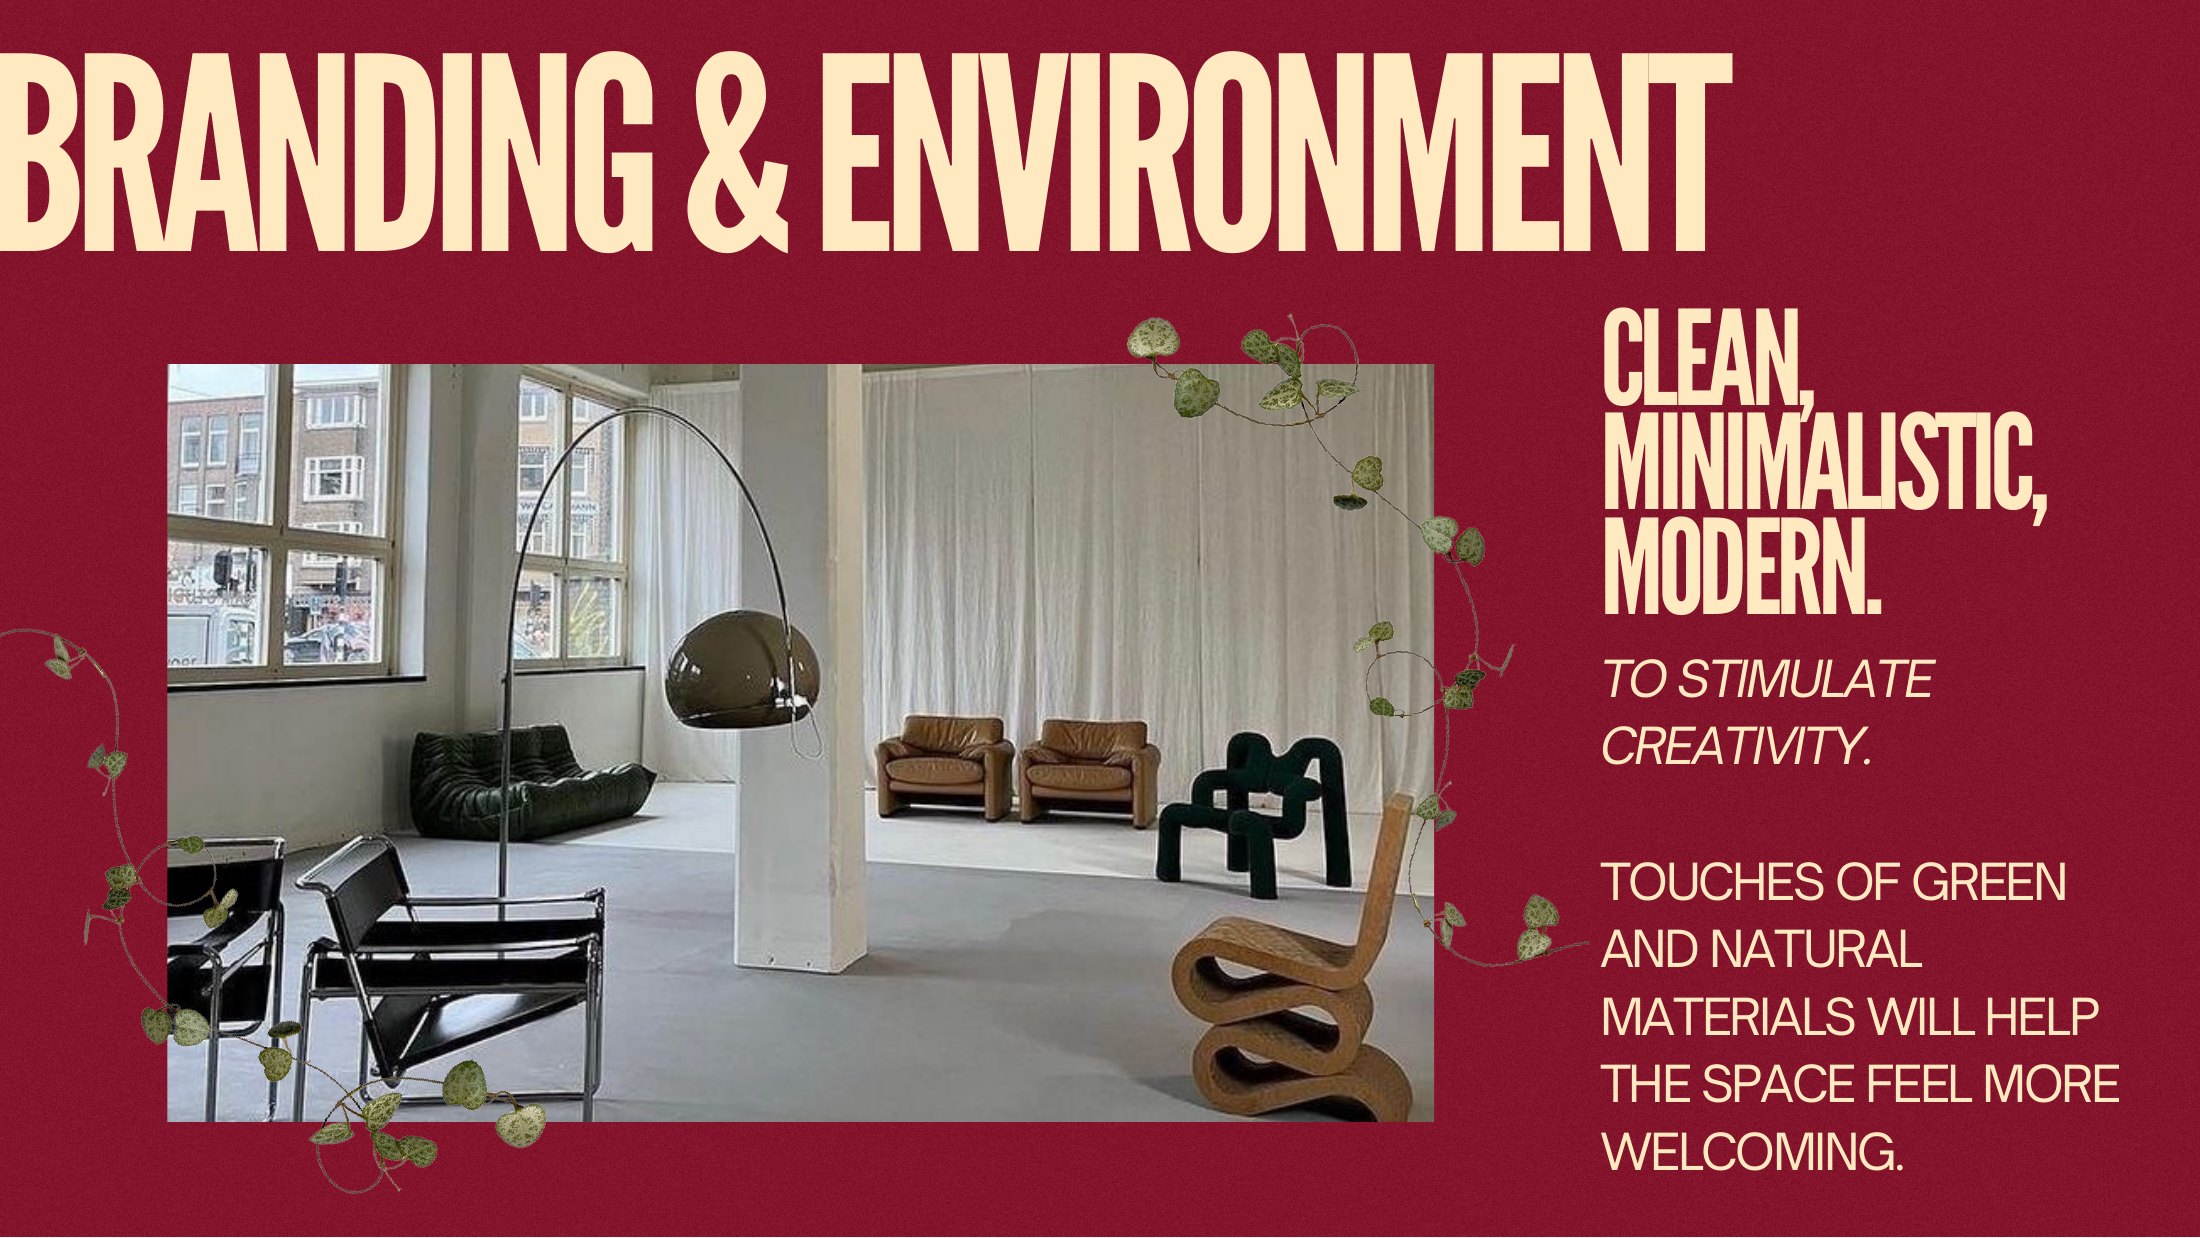 BRANDING & ENVIRONMENT
CLEAN,
MINIMALISTIC,
MODERN.
TO STIMULATE
CREATIVITY.
TOUCHES OF GREEN
AND NATURAL
MATERIALS WILL HELP
THE SPACE FEEL MORE
WELCOMING.